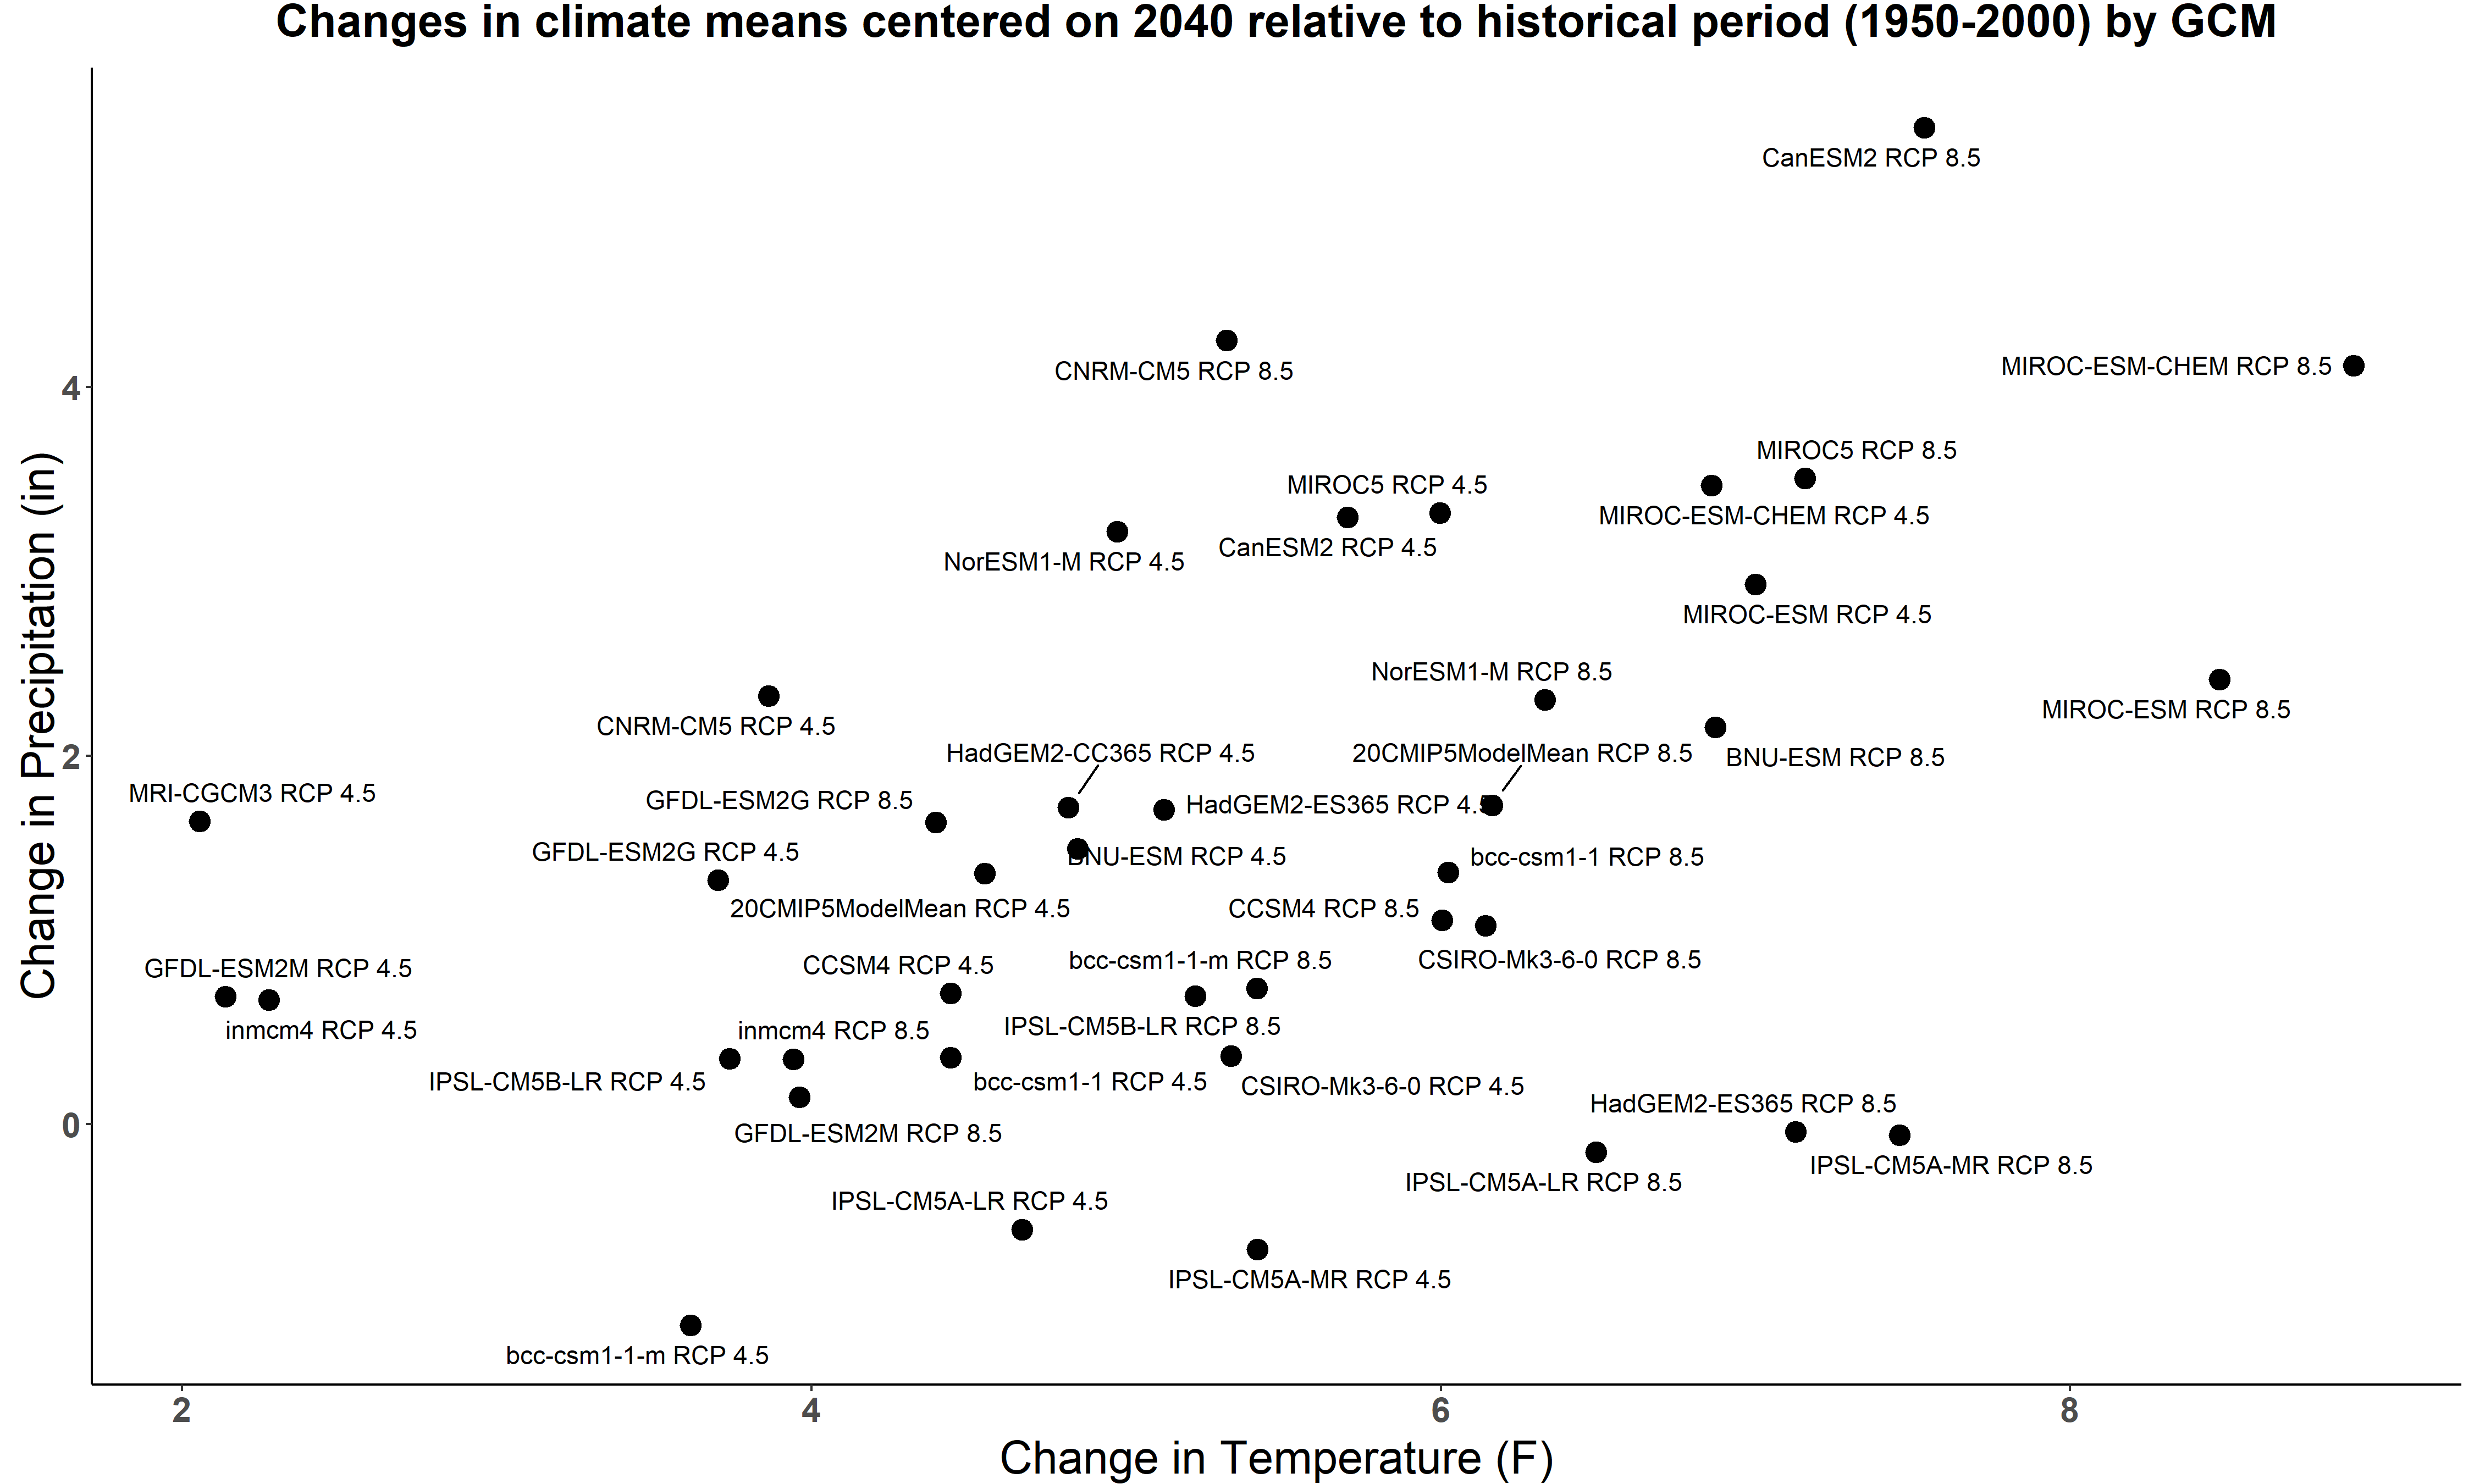 Changes in climate means centered on 2040 relative to historical period (1950-2000) by GCM
CanESM2 RCP 8.5
CNRM-CM5 RCP 8.5
MIROC-ESM-CHEM RCP 8.5
4
MIROC5 RCP 8.5
MIROC5 RCP 4.5
MIROC-ESM-CHEM RCP 4.5
CanESM2 RCP 4.5
NorESM1-M RCP 4.5
MIROC-ESM RCP 4.5
NorESM1-M RCP 8.5
MIROC-ESM RCP 8.5
CNRM-CM5 RCP 4.5
HadGEM2-CC365 RCP 4.5
20CMIP5ModelMean RCP 8.5
BNU-ESM RCP 8.5
2
MRI-CGCM3 RCP 4.5
GFDL-ESM2G RCP 8.5
HadGEM2-ES365 RCP 4.5
GFDL-ESM2G RCP 4.5
BNU-ESM RCP 4.5
bcc-csm1-1 RCP 8.5
20CMIP5ModelMean RCP 4.5
CCSM4 RCP 8.5
GFDL-ESM2M RCP 4.5
CCSM4 RCP 4.5
bcc-csm1-1-m RCP 8.5
CSIRO-Mk3-6-0 RCP 8.5
inmcm4 RCP 4.5
inmcm4 RCP 8.5
IPSL-CM5B-LR RCP 8.5
IPSL-CM5B-LR RCP 4.5
bcc-csm1-1 RCP 4.5
CSIRO-Mk3-6-0 RCP 4.5
HadGEM2-ES365 RCP 8.5
0
GFDL-ESM2M RCP 8.5
IPSL-CM5A-MR RCP 8.5
IPSL-CM5A-LR RCP 8.5
IPSL-CM5A-LR RCP 4.5
IPSL-CM5A-MR RCP 4.5
bcc-csm1-1-m RCP 4.5
Change in Precipitation (in)
2
4
6
8
Change in Temperature (F)